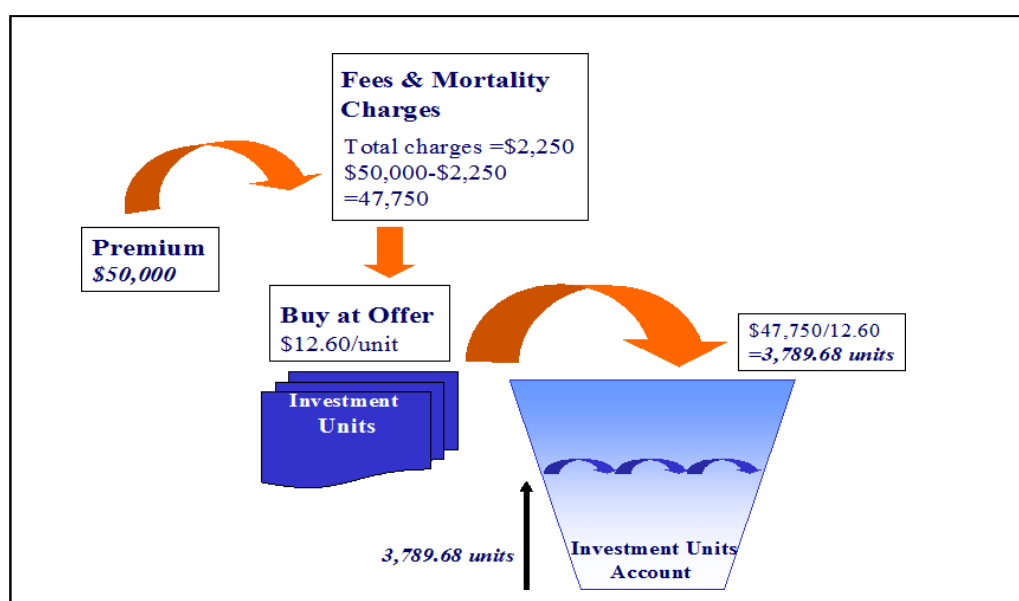 Fees & Mortality
Charges
Total charges =$2,250
$50,000-$2,250
=47,750
Premium
$50,000
Buy at Offer
$12.60/unit
$47,750/12.60
=3,789.68 units
Investment
Units
3,789.68 units
Investment Units
Account